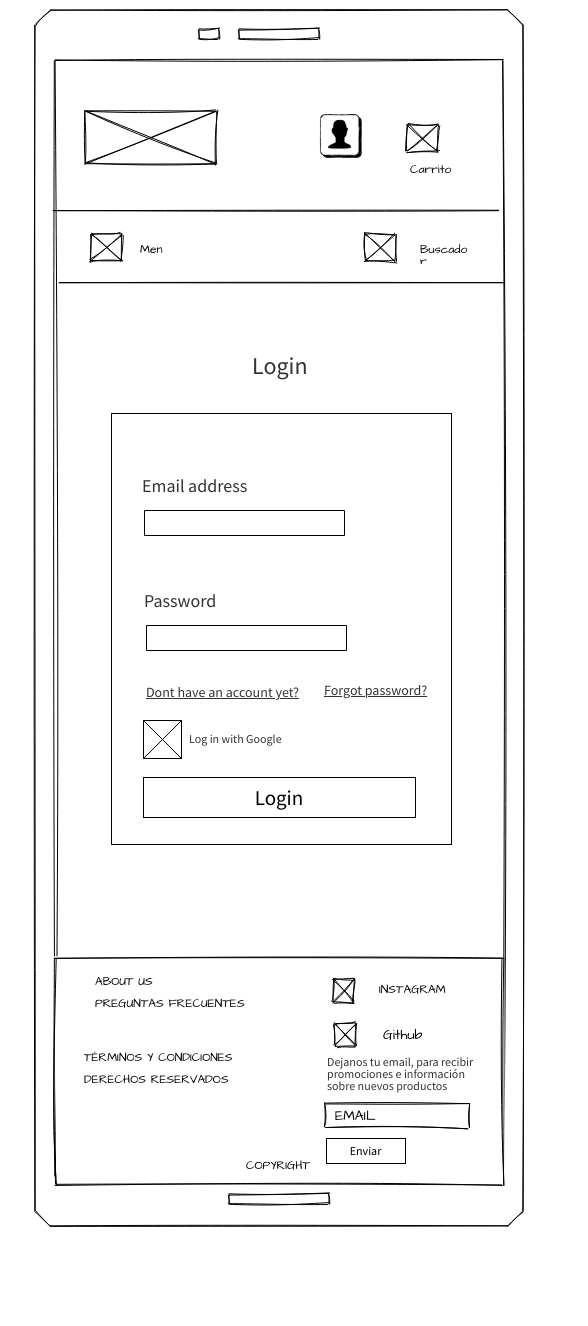 Carrito
Men
Buscado
r
Login
Email address
Password
Dont have an account yet?
Forgot password?
Log in with Google
Login
ABOUT US
PREGUNTAS FRECUENTES
TÉRMINOS Y CONDICIONES
DERECHOS RESERVADOS
INSTAGRAM
Github
Dejanos tu email, para recibir
promociones e información
sobre nuevos productos
EMAIL
Enviar
COPYRIGHT